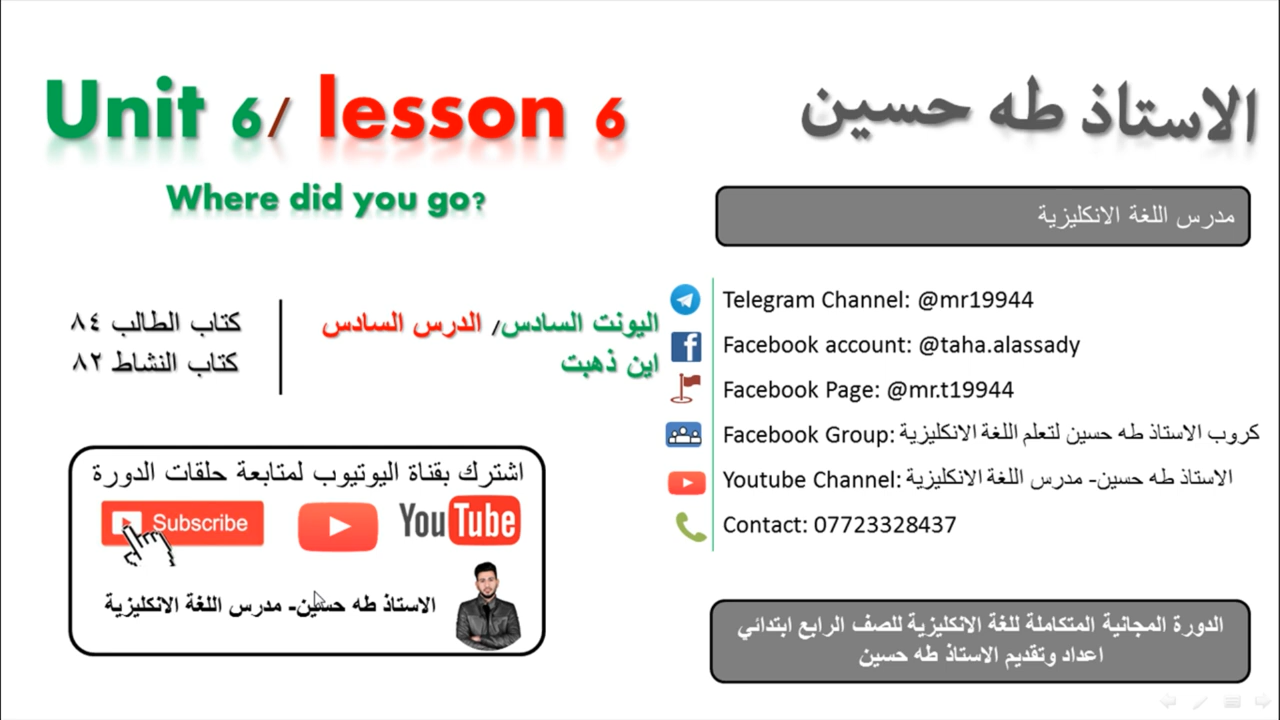 Unit 6/ lesson 6
Where did you go?
اليونت السادس/ الدرس السادس
اين ذهبت
كتاب الطالب ٨٤
كتاب النشاط ٨٢
اشترك بقناة اليوتيوب لمتابعة حلقات الدورة
Subscribe
YouTube
الاستاذ طه حسين- مدرس اللغة الانكليزية
الاستاذ طه حسين
مدرس اللغة الانكليزية
Telegram Channel: @mr19944
Facebook account: @taha.alassady
Facebook Page: @mr.t19944
Facebook Group: كروب الاستاذ طه حسين لتعلم اللغة الانكليزية
Youtube Channel: الاستاذ طه حسين- مدرس اللغة الانكليزية
Contact: 07723328437
الدورة المجانية المتكاملة للغة الانكليزية للصف الرابع ابتدائي
اعداد وتقديم الاستاذ طه حسين